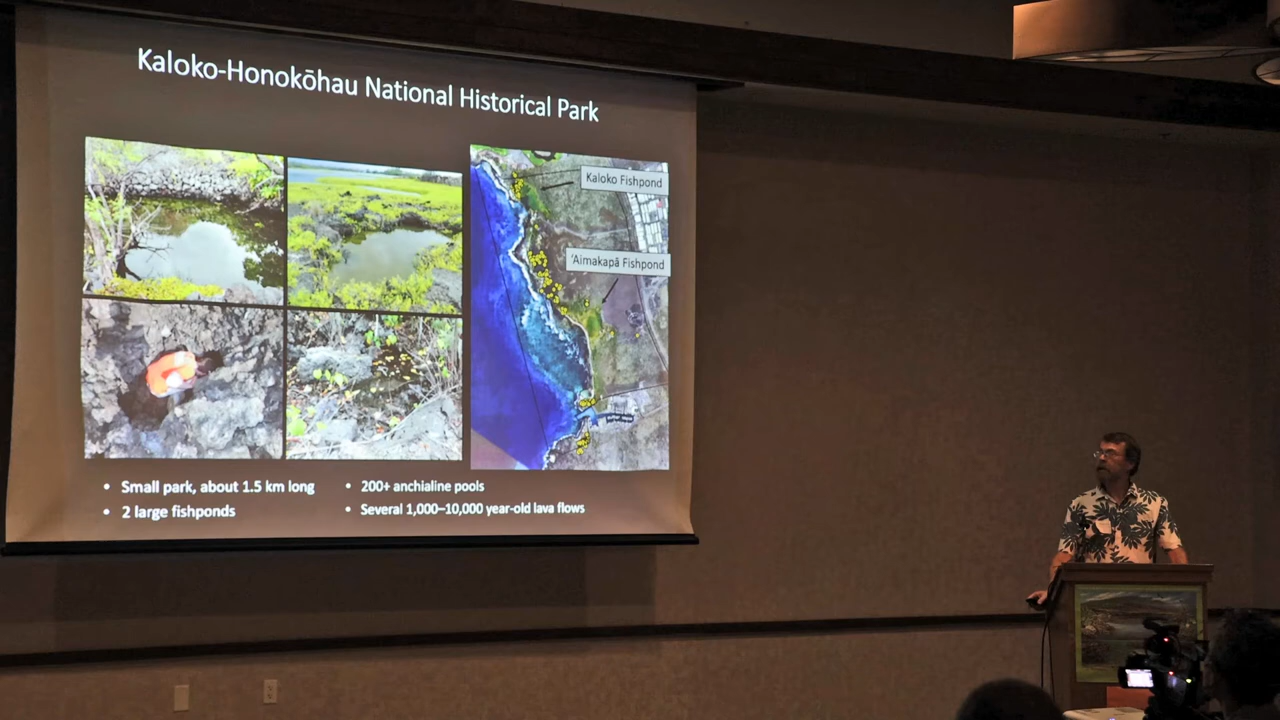 Kaloko-Honokōhau National Historical Park
Kaloko Fishpond
ʻAimakapā Fishpond
• Small park, about 1.5 km long
• 2 large fishponds
• 200+ anchialine pools
• Several 1,000–10,000 year-old lava flows